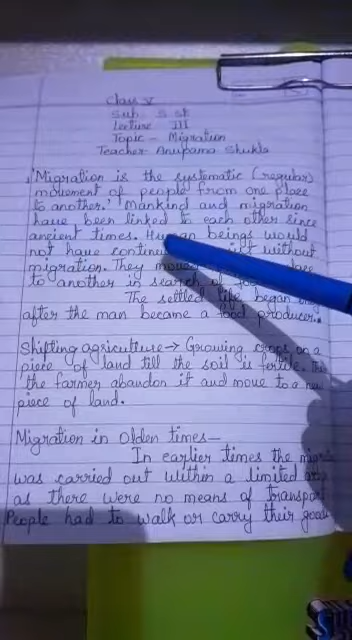 Class V
Sub - S St
Lecture III
Topic - Migration
Teacher - Anupama Shukla
"Migration is the systematic (regular)
movement of people from one place
to another." Mankind and migration
have been linked to each other since
ancient times. Human beings would
not have without
migration. They
to another in search of
The settled life began
after the man became a food producer.
Shifting agriculture → Growing crops on a
piece of land till the soil is fertile.
the farmer abandon it and move to a
piece of land.
Migration in Olden times -
In earlier times the
was carried out within a limited
as there were no means of
People had to walk or carry their